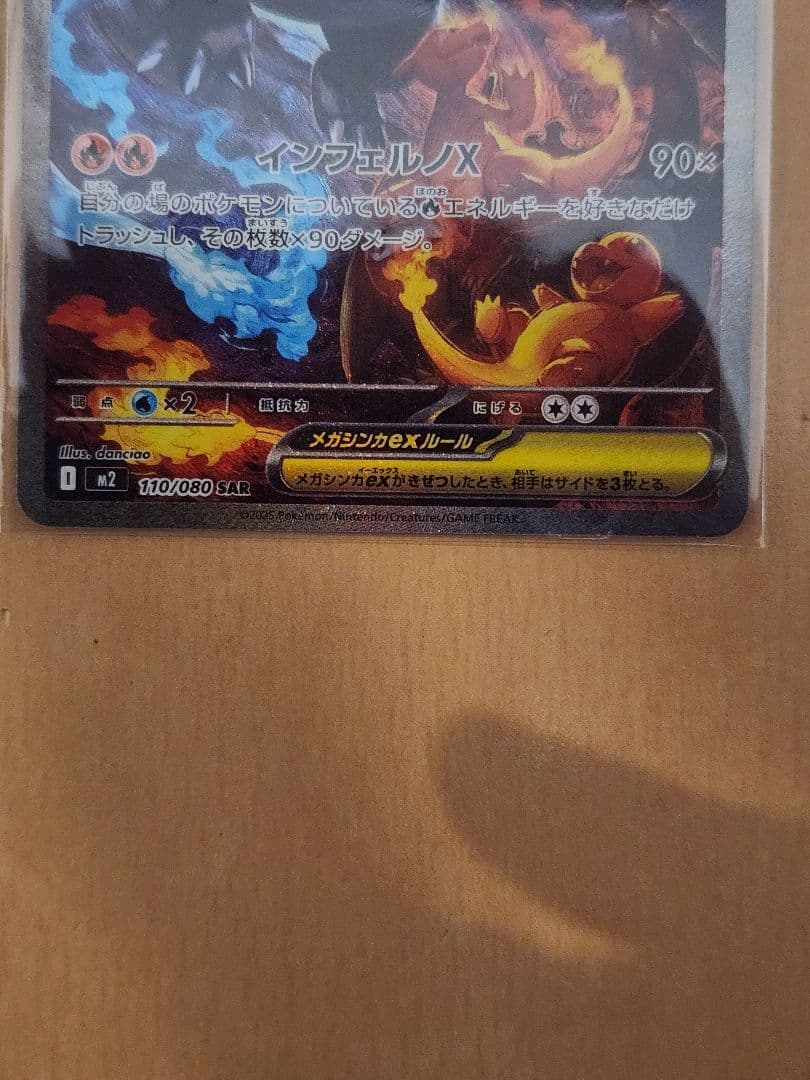 インフェルノX 90×
自分の場のポケモンについているエネルギーを好きなだけ
トラッシュし、その枚数×90ダメージ。
弱点 ×2 抵抗力 にげる
メガシンカexルール
メガシンカexがきぜつしたとき、相手はサイドを3枚とる。
Illus. danciao
I M2 110/080 SAR
©2025 Pokémon/Nintendo/Creatures/GAME FREAK.